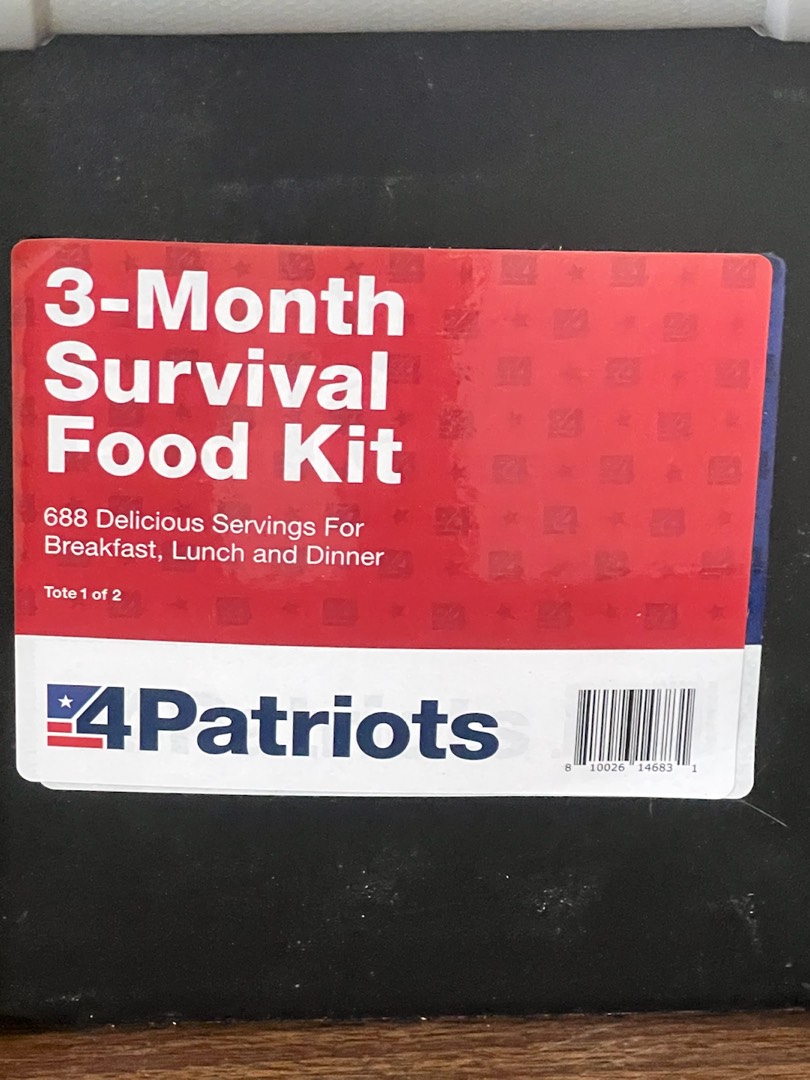 3-Month
Survival
Food Kit
688 Delicious Servings For
Breakfast, Lunch and Dinner
Tote 1 of 2
4Patriots
8 10026 14683 1